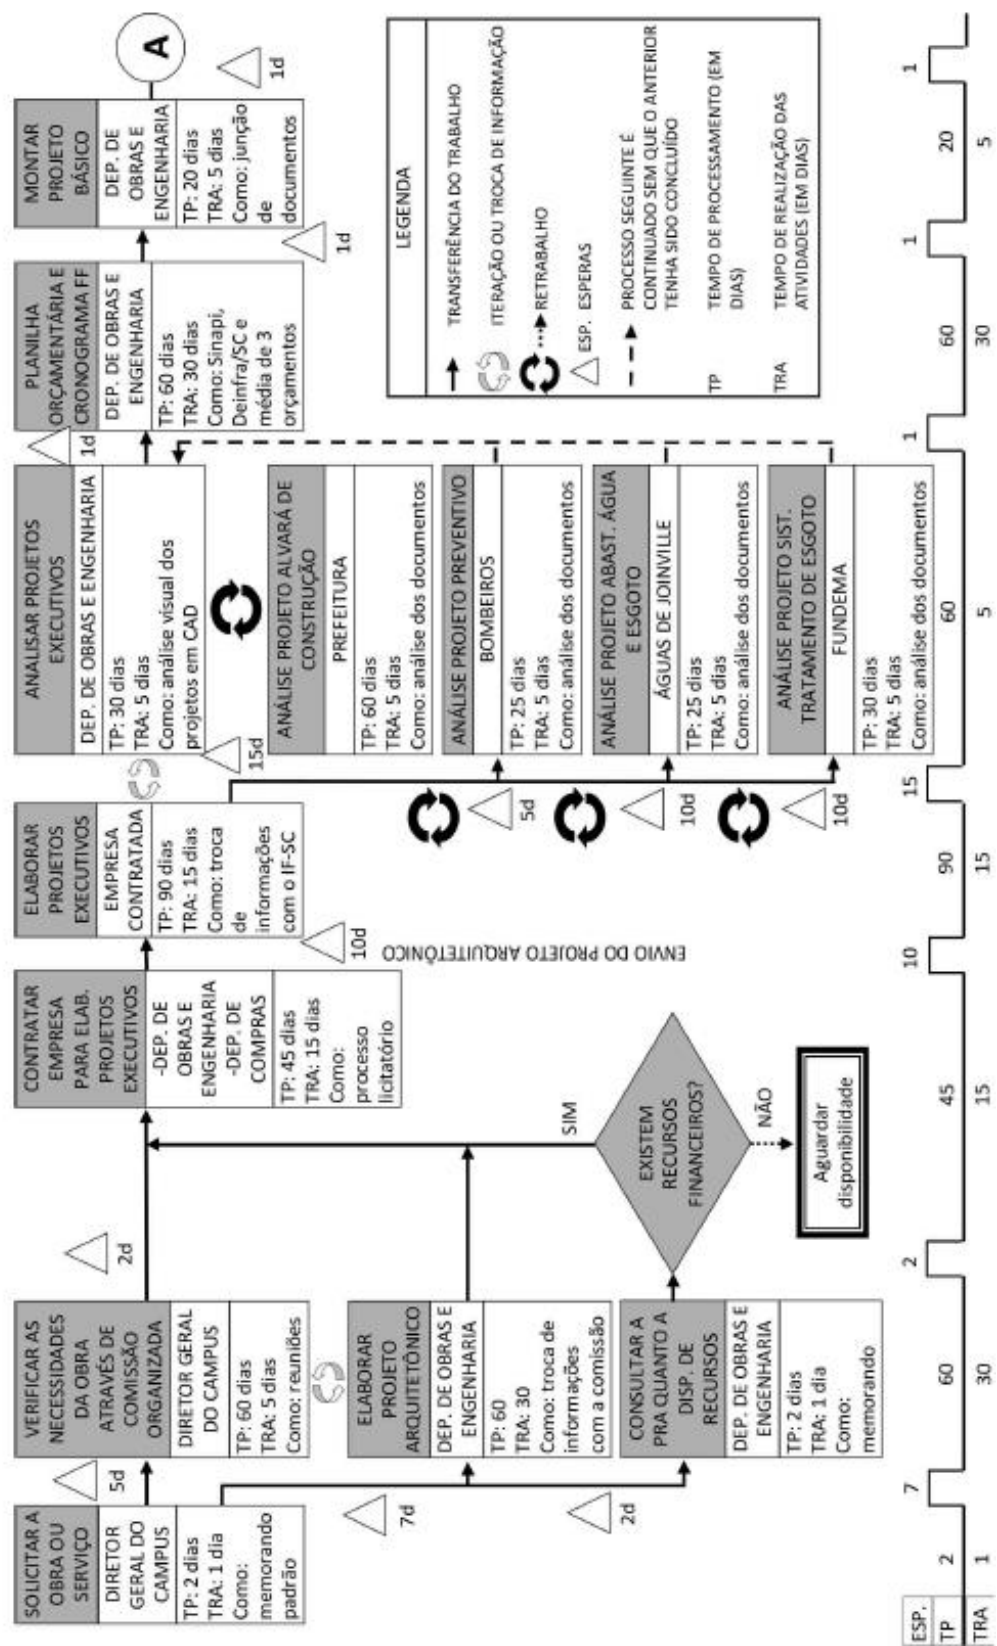 SOLICITAR A
OBRA OU
SERVIÇO
DIRETOR
GERAL DO
CAMPUS
TP: 2 dias
TRA: 1 dia
Como:
memorando
padrão
5d
7d
2d
VERIFICAR AS
NECESSIDADES
DA OBRA
ATRAVÉS DE
COMISSÃO
ORGANIZADA
DIRETOR GERAL
DO CAMPUS
TP: 60 dias
TRA: 5 dias
Como: reuniões
ELABORAR
PROJETO
ARQUITETÔNICO
DEP. DE OBRAS E
ENGENHARIA
TP: 60
TRA: 30
Como: troca de
informações
com a comissão
CONSULTAR A
PRA QUANTO A
DISP. DE
RECURSOS
DEP. DE OBRAS E
ENGENHARIA
TP: 2 dias
TRA: 1 dia
Como:
memorando
2d
EXISTEM
RECURSOS
FINANCEIROS?
SIM
NÃO
Aguardar
disponibilidade
CONTRATAR
EMPRESA
PARA ELAB.
PROJETOS
EXECUTIVOS
-DEP. DE
OBRAS E
ENGENHARIA
-DEP. DE
COMPRAS
TP: 45 dias
TRA: 15 dias
Como:
processo
licitatório
10d
ENVIO DO PROJETO ARQUITETÔNICO
ELABORAR
PROJETOS
EXECUTIVOS
EMPRESA
CONTRATADA
TP: 90 dias
TRA: 15 dias
Como: troca
de
informações
com o IF-SC
15d
5d
10d
10d
ANALISAR PROJETOS
EXECUTIVOS
DEP. DE OBRAS E ENGENHARIA
TP: 30 dias
TRA: 5 dias
Como: análise visual dos
projetos em CAD
ANÁLISE PROJETO ALVARÁ DE
CONSTRUÇÃO
PREFEITURA
TP: 60 dias
TRA: 5 dias
Como: análise dos documentos
ANÁLISE PROJETO PREVENTIVO
BOMBEIROS
TP: 25 dias
TRA: 5 dias
Como: análise dos documentos
ANÁLISE PROJETO ABAST. ÁGUA
E ESGOTO
ÁGUAS DE JOINVILLE
TP: 25 dias
TRA: 5 dias
Como: análise dos documentos
ANÁLISE PROJETO SIST.
TRATAMENTO DE ESGOTO
FUNDEMA
TP: 30 dias
TRA: 5 dias
Como: análise dos documentos
1d
PLANILHA
ORÇAMENTÁRIA E
CRONOGRAMA FF
DEP. DE OBRAS E
ENGENHARIA
TP: 60 dias
TRA: 30 dias
Como: Sinapi,
Deinfra/SC e
média de 3
orçamentos
1d
MONTAR
PROJETO
BÁSICO
DEP. DE
OBRAS E
ENGENHARIA
TP: 20 dias
TRA: 5 dias
Como: junção
de
documentos
A
1d
LEGENDA
TRANSFERÊNCIA DO TRABALHO
ITERAÇÃO OU TROCA DE INFORMAÇÃO
RETRABALHO
ESP. ESPERAS
PROCESSO SEGUINTE É
CONTINUADO SEM QUE O ANTERIOR
TENHA SIDO CONCLUÍDO
TP TEMPO DE PROCESSAMENTO (EM
DIAS)
TRA TEMPO DE REALIZAÇÃO DAS
ATIVIDADES (EM DIAS)
ESP. 7 2 10 15 1 1 1
TP 2 60 45 90 60 60 20
TRA 1 30 15 15 5 30 5